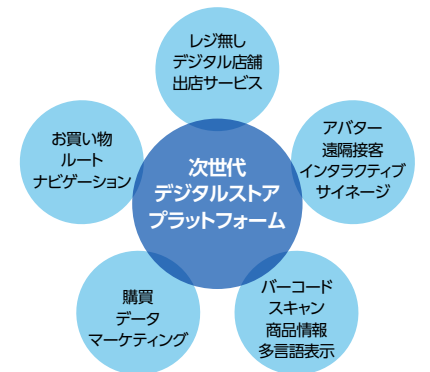 レジ無し
デジタル店舗
出店サービス
お買い物
ルート
ナビゲーション
アバター
遠隔接客
インタラクティブ
サイネージ
次世代
デジタルストア
プラットフォーム
購買
データ
マーケティング
バーコード
スキャン
商品情報
多言語表示